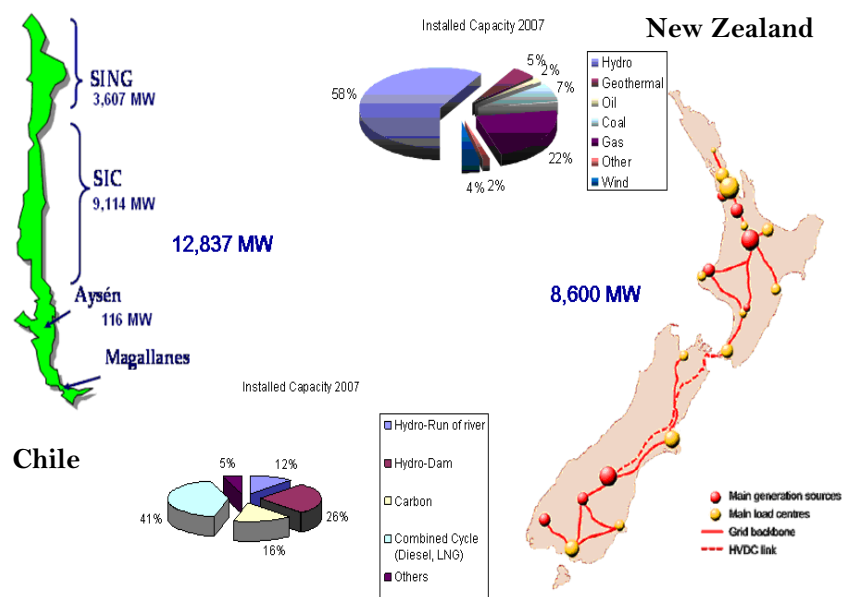 New Zealand
Installed Capacity 2007
58%
5%
2%
7%
22%
2%
4%
Hydro
Geothermal
Oil
Coal
Gas
Other
Wind
SING
3,607 MW
SIC
9,114 MW
12,837 MW
8,600 MW
Aysén
116 MW
Magallanes
Installed Capacity 2007
Chile
5%
12%
41%
26%
16%
Hydro-Run of river
Hydro-Dam
Carbon
Combined Cycle
(Diesel, LNG)
Others
Main generation sources
Main load centres
Grid backbone
HVDC link